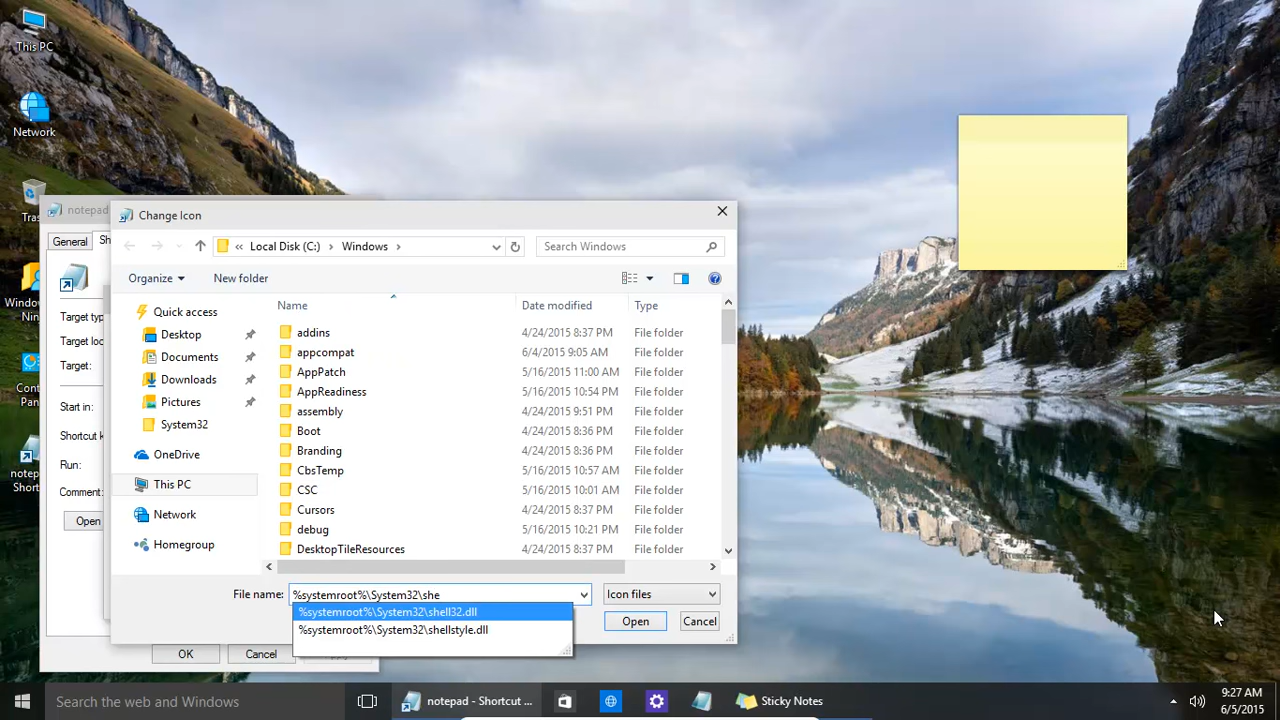 This PC
Network
Tras
Windows
Nin
Cont
Pan
notep
Shor
notepad
General
Sh
Target typ
Target loc
Target:
Start in:
Shortcut k
Run:
Comment:
Open
OK
Cancel
Apply
Change Icon
« Local Disk (C:) › Windows ›
Search Windows
Organize
New folder
Quick access
Desktop
Documents
Downloads
Pictures
System32
OneDrive
This PC
Network
Homegroup
Name Date modified Type
addins 4/24/2015 8:37 PM File folder
appcompat 6/4/2015 9:05 AM File folder
AppPatch 5/16/2015 11:00 AM File folder
AppReadiness 5/16/2015 10:54 PM File folder
assembly 4/24/2015 9:51 PM File folder
Boot 4/24/2015 8:36 PM File folder
Branding 4/24/2015 8:36 PM File folder
CbsTemp 5/16/2015 10:57 AM File folder
CSC 5/16/2015 10:01 AM File folder
Cursors 4/24/2015 8:37 PM File folder
debug 5/16/2015 10:21 PM File folder
DesktopTileResources 4/24/2015 8:37 PM File folder
File name: %systemroot%\System32\she
Icon files
%systemroot%\System32\shell32.dll
%systemroot%\System32\shellstyle.dll
Open
Cancel
Search the web and Windows
notepad - Shortcut ...
Sticky Notes
9:27 AM
6/5/2015